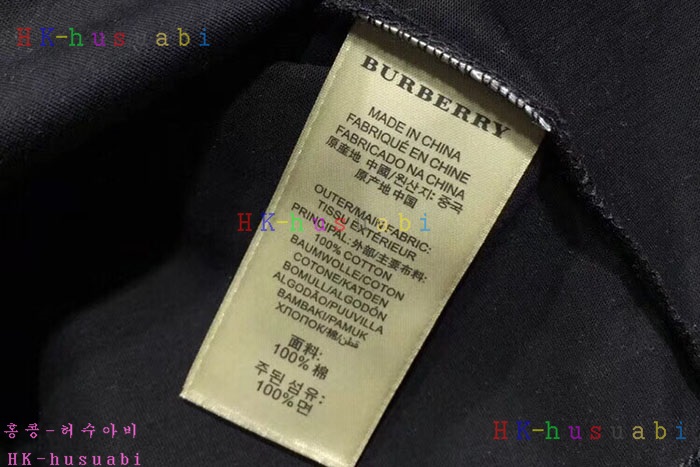 HK-husuabi
BURBERRY
MADE IN CHINA
FABRIQUÉ EN CHINE
FABRICADO NA CHINA
原産地 中國/원산지: 중국
原产地 中国
OUTER/MAIN FABRIC:
TISSU EXTÉRIEUR
PRINCIPAL: 外部/主要布料:
100% COTTON
BAUMWOLLE/COTON
COTONE/KATOEN
BOMULL/ALGODÓN
ALGODÃO/PUUVILLA
BAMBAKI/PAMUK
ХЛОПОК/棉/قطن
面料:
100% 棉
주된 섬유:
100% 면
HK-husuabi
HK-husuabi
홍콩-허수아비
HK-husuabi